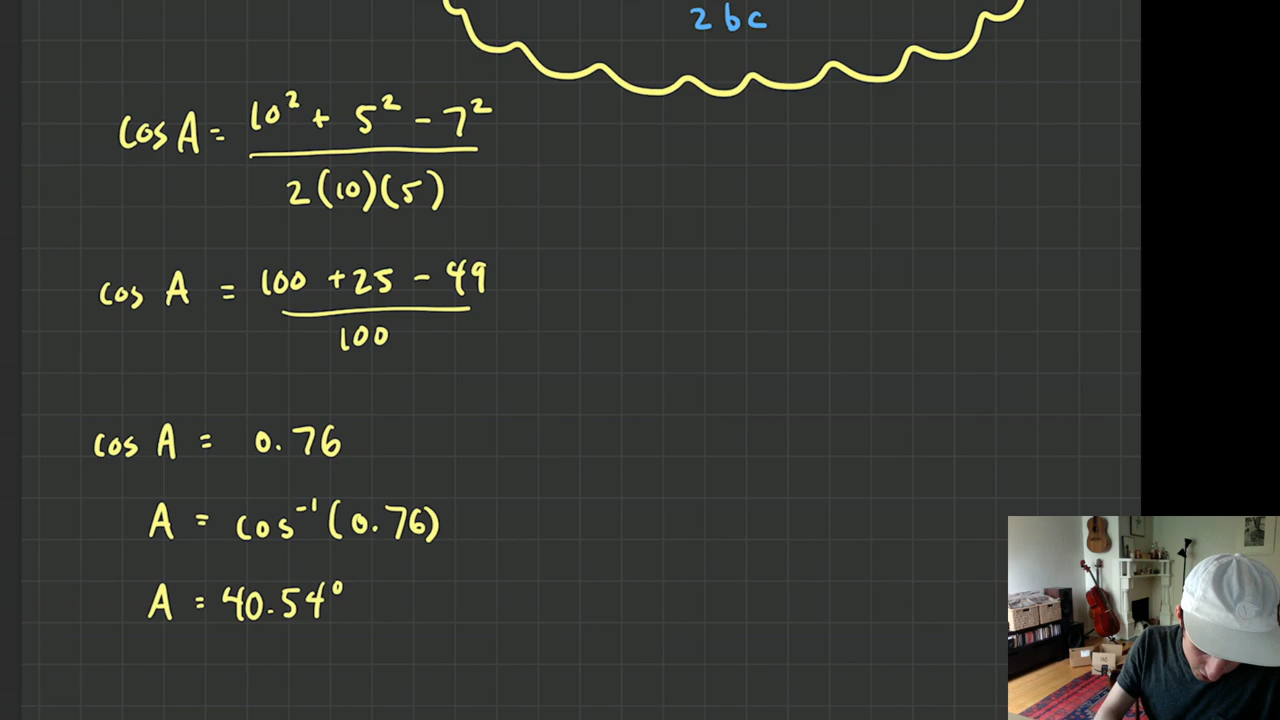 2bc
cos A = 10² + 5² - 7²
2(10)(5)
cos A = 100 + 25 - 49
100
cos A = 0.76
A = cos⁻¹(0.76)
A = 40.54°